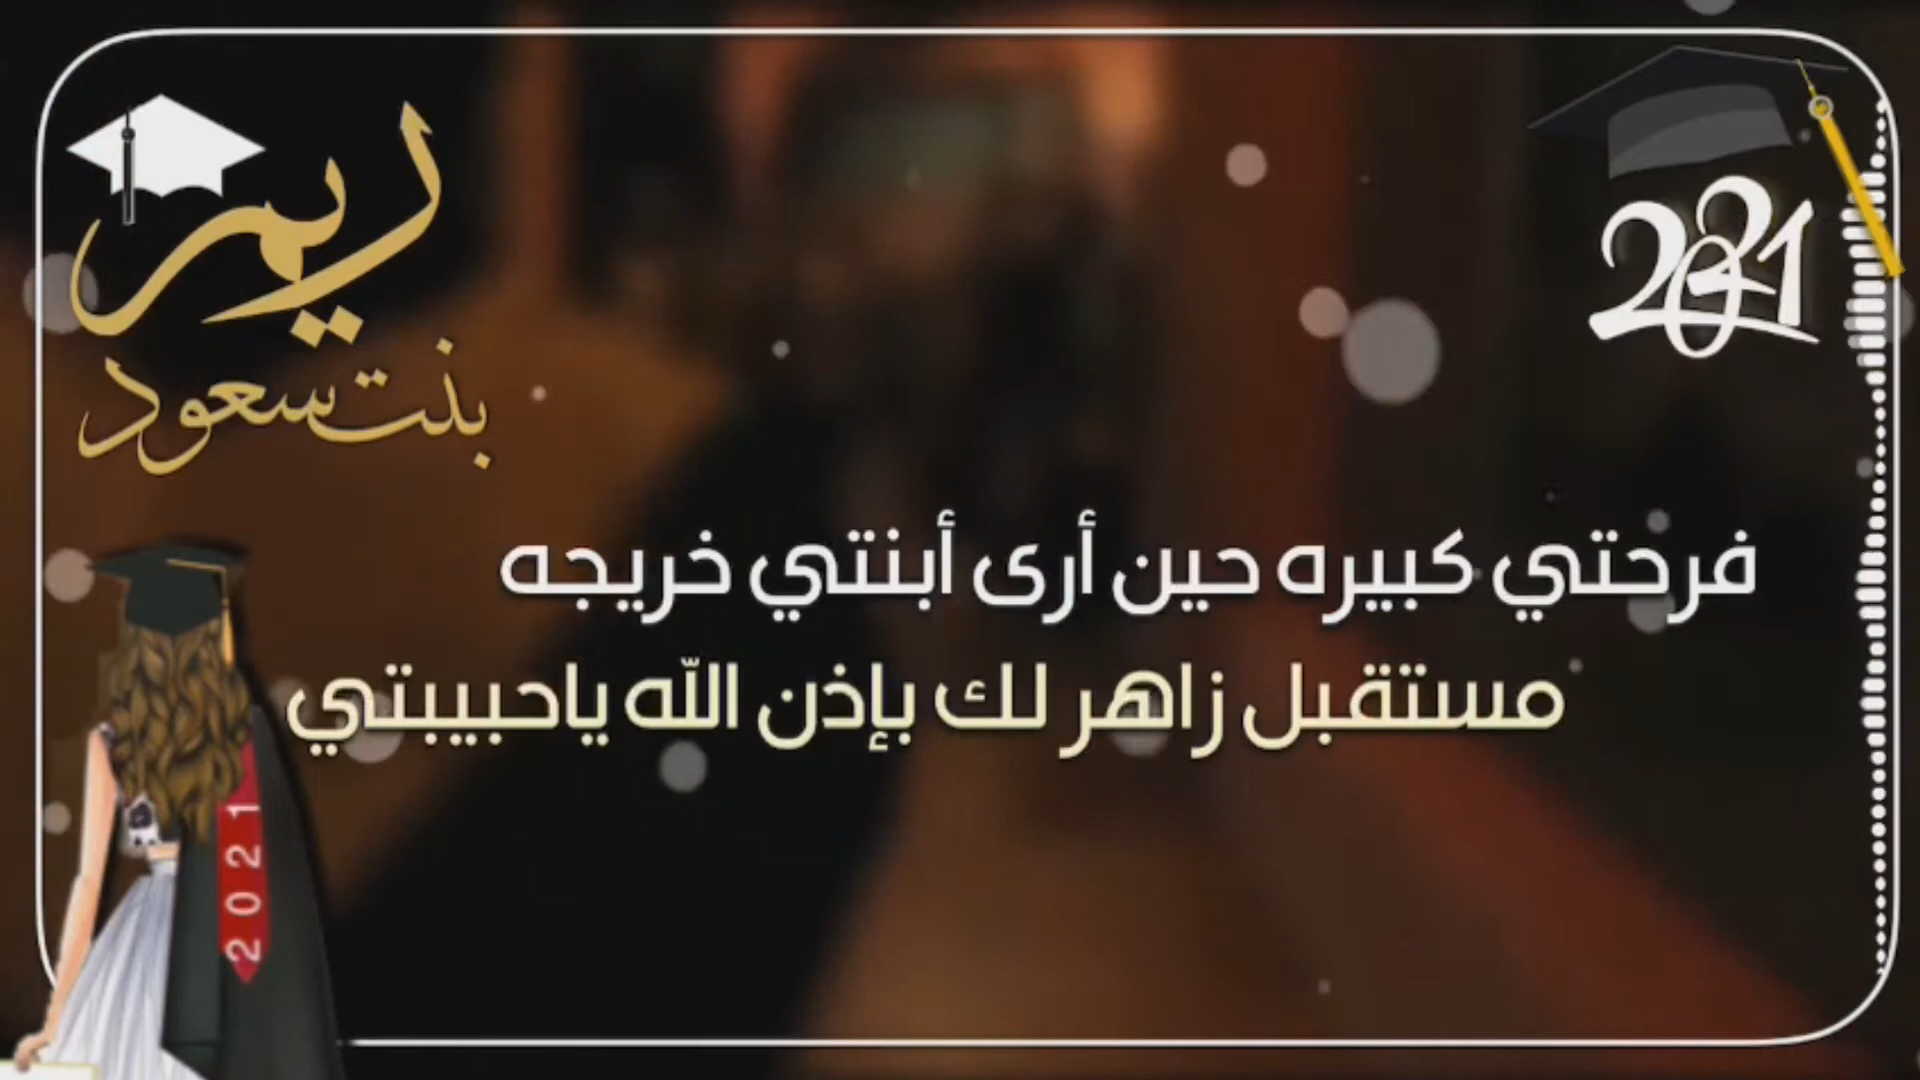 ريم
بنت سعود
2021
فرحتي كبيره حين أرى أبنتي خريجه
مستقبل زاهر لك بإذن الله ياحبيبتي
2021